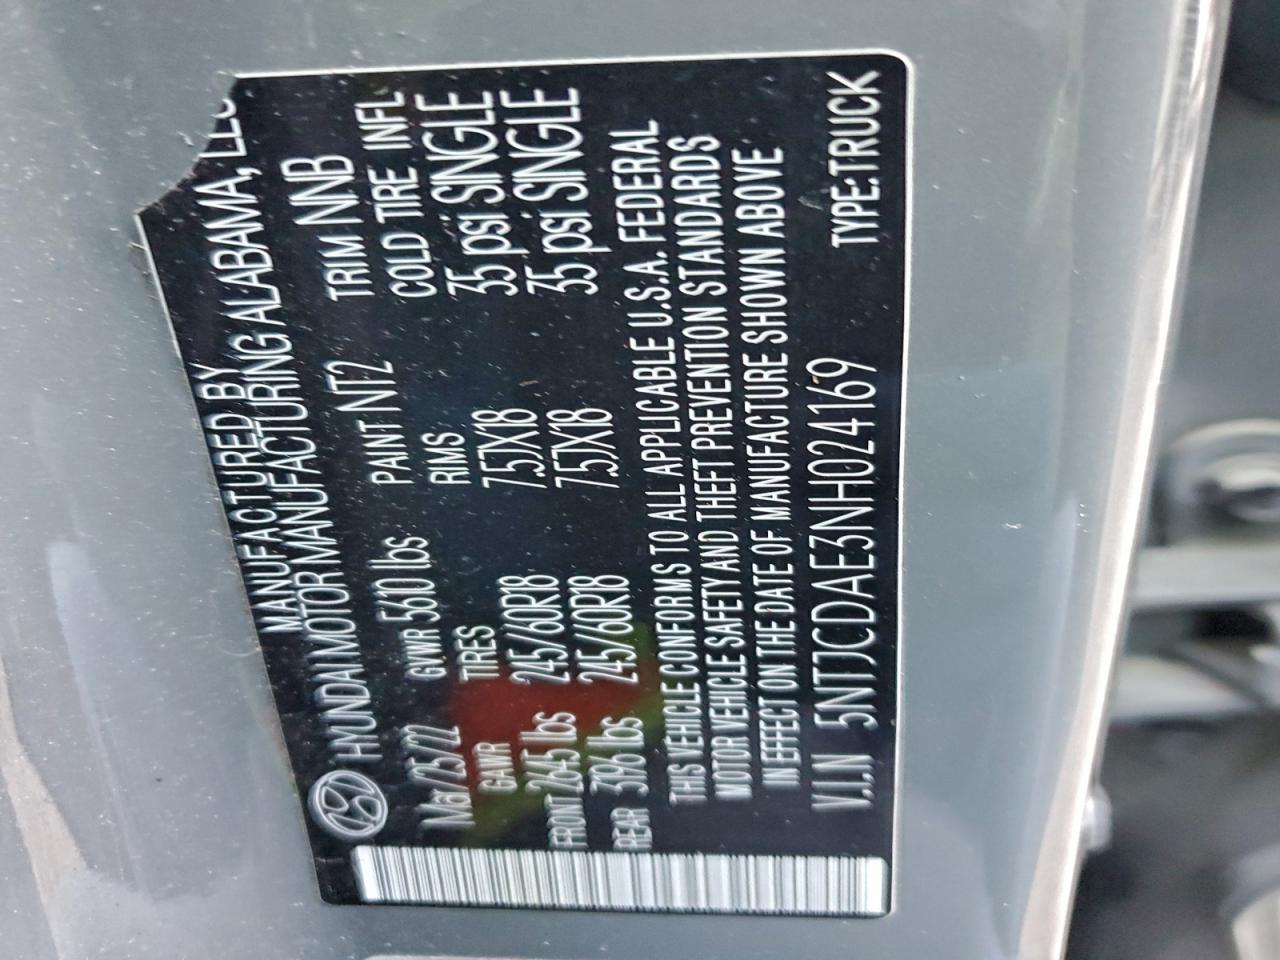 MANUFACTURED BY
HYUNDAI MOTOR MANUFACTURING ALABAMA, LLC
Mar/25/22 GVWR 5610 lbs PAINT NT2 TRIM NNB
GAWR TIRES RIMS COLD TIRE INFL
FRONT 2645 lbs 245/60R18 7.5JX18 35 psi SINGLE
REAR 3196 lbs 245/60R18 7.5JX18 35 psi SINGLE
THIS VEHICLE CONFORMS TO ALL APPLICABLE U.S.A. FEDERAL
MOTOR VEHICLE SAFETY AND THEFT PREVENTION STANDARDS
IN EFFECT ON THE DATE OF MANUFACTURE SHOWN ABOVE
V.I.N 5NTJCDAE3NH024169 TYPE:TRUCK